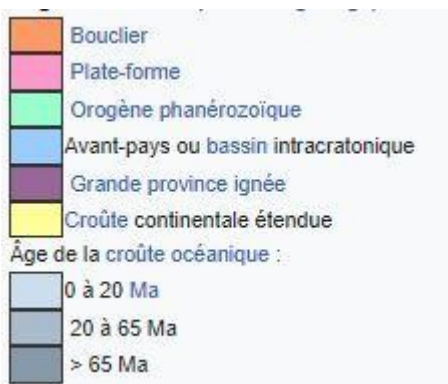 Bouclier
Plate-forme
Orogène phanérozoïque
Avant-pays ou bassin intracratonique
Grande province ignée
Croûte continentale étendue
Âge de la croûte océanique :
0 à 20 Ma
20 à 65 Ma
> 65 Ma